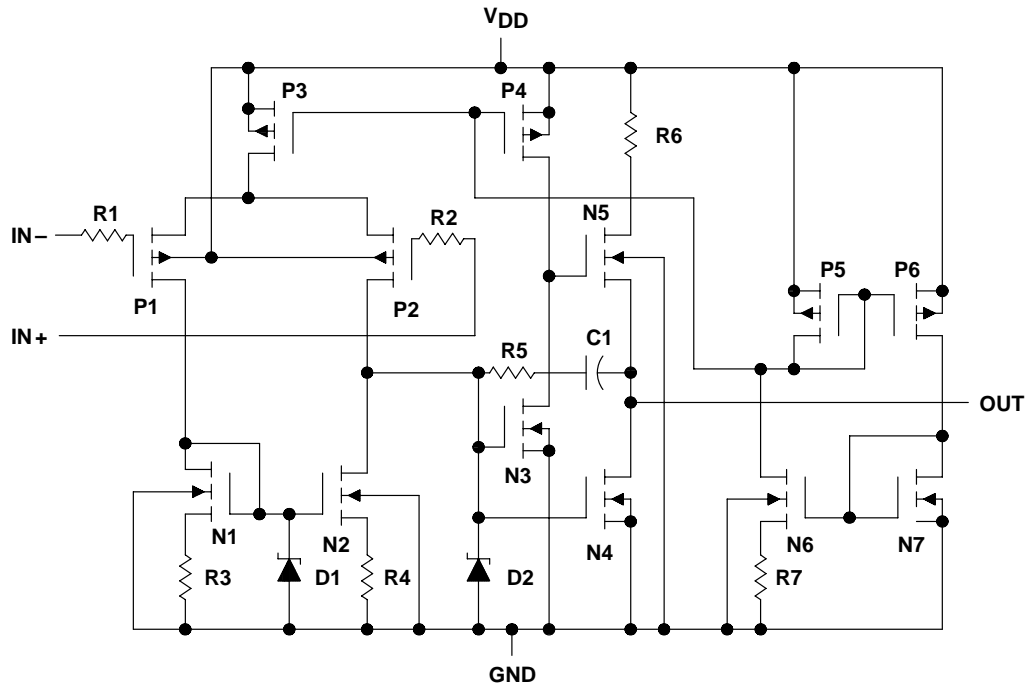 VDD
P3
P4
R6
R1
R2
N5
IN−
P5
P6
P1
P2
IN+
R5
C1
OUT
N3
N1
N2
N4
N6
N7
R3
D1
R4
D2
R7
GND